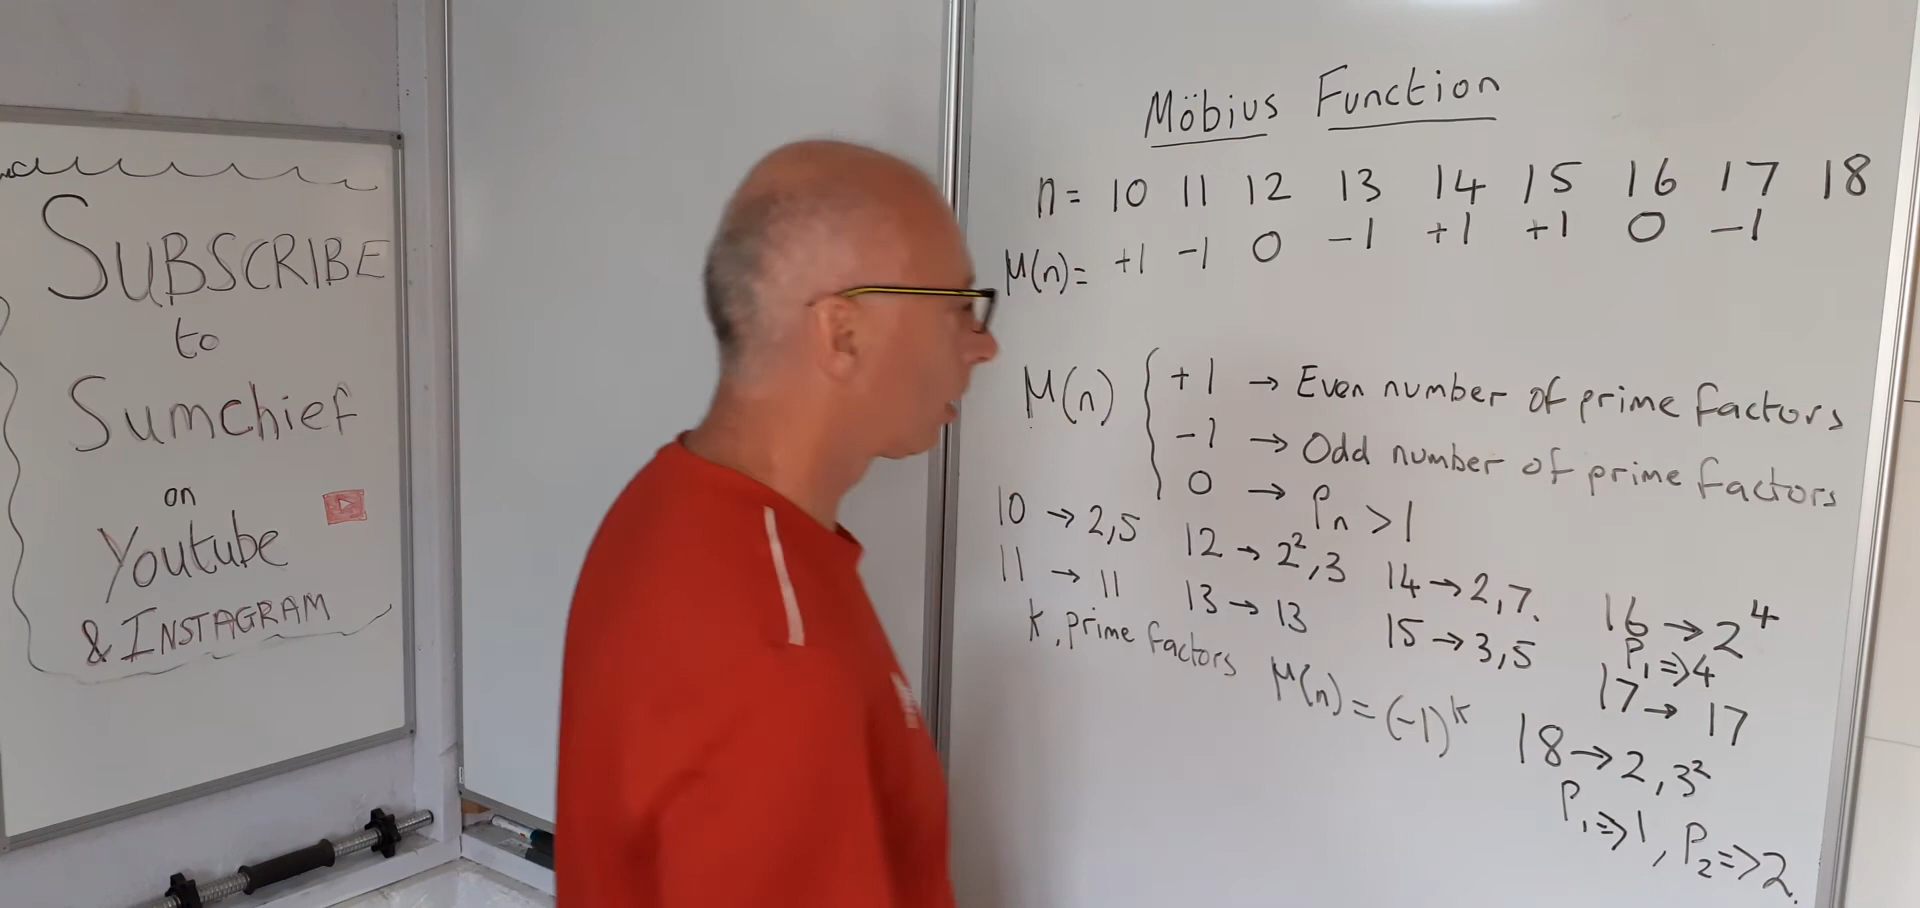 SUBSCRIBE
to
Sumchief
on
Youtube
& INSTAGRAM
Möbius Function
n = 10 11 12 13 14 15 16 17 18
μ(n) = +1 -1 0 -1 +1 +1 0 -1
μ(n) { +1 → Even number of prime factors
-1 → Odd number of prime factors
0 → Pn > 1
10 → 2,5
11 → 11
12 → 2²,3
13 → 13
14 → 2,7.
15 → 3,5
16 → 2⁴
P₁ => 4
17 → 17
k, prime factors μ(n) = (-1)ᵏ
18 → 2, 3²
P₁ => 1, P₂ => 2.